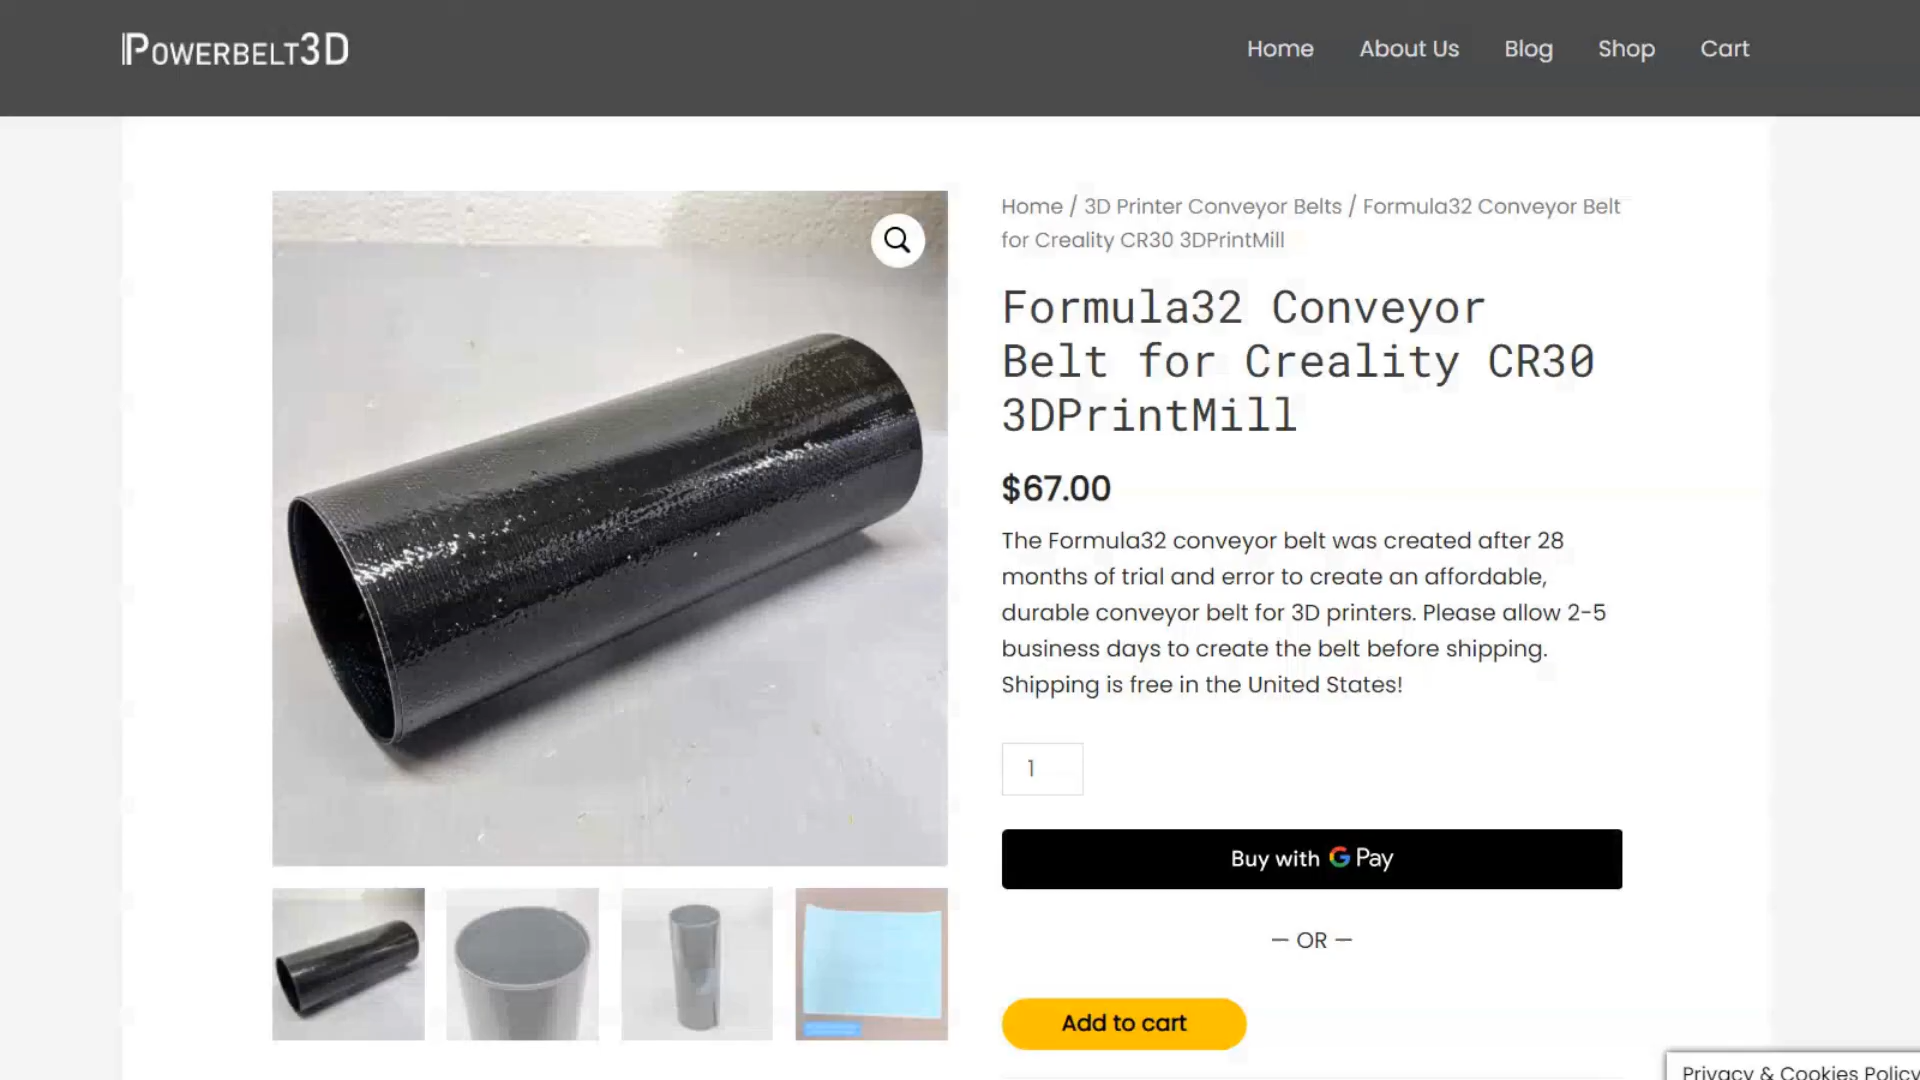 POWERBELT3D
Home About Us Blog Shop Cart
Home / 3D Printer Conveyor Belts / Formula32 Conveyor Belt
for Creality CR30 3DPrintMill
Formula32 Conveyor
Belt for Creality CR30
3DPrintMill
$67.00
The Formula32 conveyor belt was created after 28
months of trial and error to create an affordable,
durable conveyor belt for 3D printers. Please allow 2-5
business days to create the belt before shipping.
Shipping is free in the United States!
1
Buy with G Pay
— OR —
Add to cart
Privacy & Cookies Policy